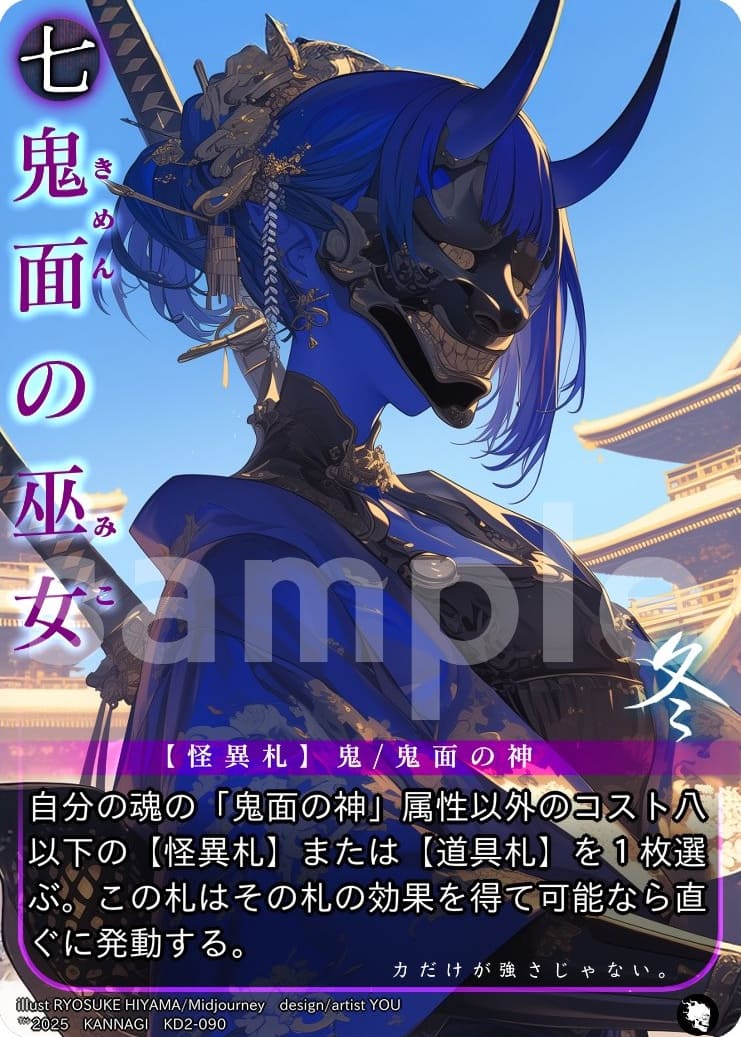 七
鬼面の巫女
きめん
みこ
sample
冬
【怪異札】鬼/鬼面の神
自分の魂の「鬼面の神」属性以外のコスト八
以下の【怪異札】または【道具札】を１枚選
ぶ。この札はその札の効果を得て可能なら直
ぐに発動する。
力だけが強さじゃない。
illust RYOSUKE HIYAMA/Midjourney design/artist YOU
™2025 KANNAGI KD2-090